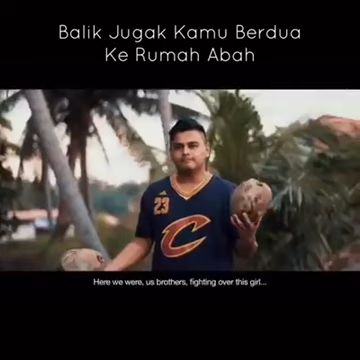 Balik Jugak Kamu Berdua
Ke Rumah Abah
23
C
Here we were, us brothers, fighting over this girl...